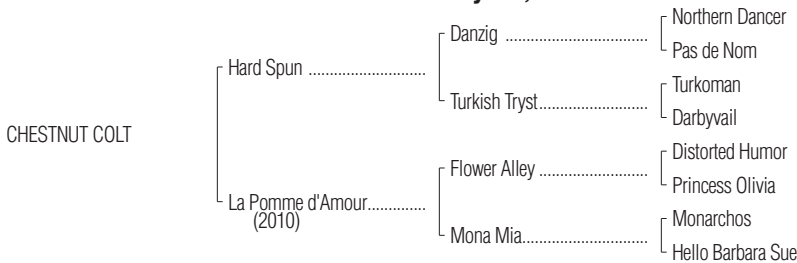 Northern Dancer
Danzig ........................................
Pas de Nom
Hard Spun ..............................
Turkoman
Turkish Tryst..............................
Darbyvail
CHESTNUT COLT
Distorted Humor
Flower Alley ..............................
Princess Olivia
La Pomme d'Amour...............
(2010)
Monarchos
Mona Mia...................................
Hello Barbara Sue